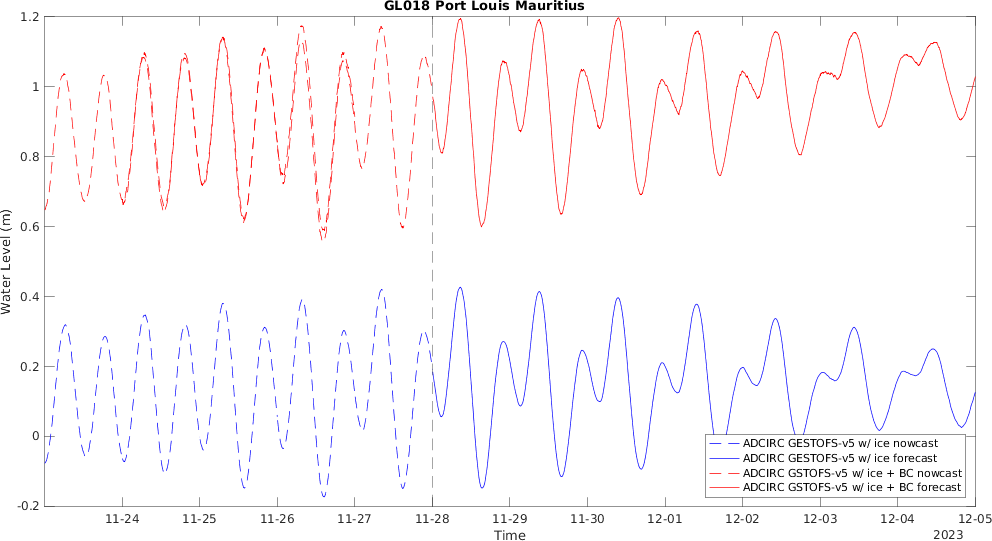 GL018 Port Louis Mauritius
1.2
1
0.8
0.6
0.4
0.2
0
-0.2
Water Level (m)
ADCIRC GESTOFS-v5 w/ ice nowcast
ADCIRC GESTOFS-v5 w/ ice forecast
ADCIRC GSTOFS-v5 w/ ice + BC nowcast
ADCIRC GSTOFS-v5 w/ ice + BC forecast
11-24 11-25 11-26 11-27 11-28 11-29 11-30 12-01 12-02 12-03 12-04 12-05
Time
2023